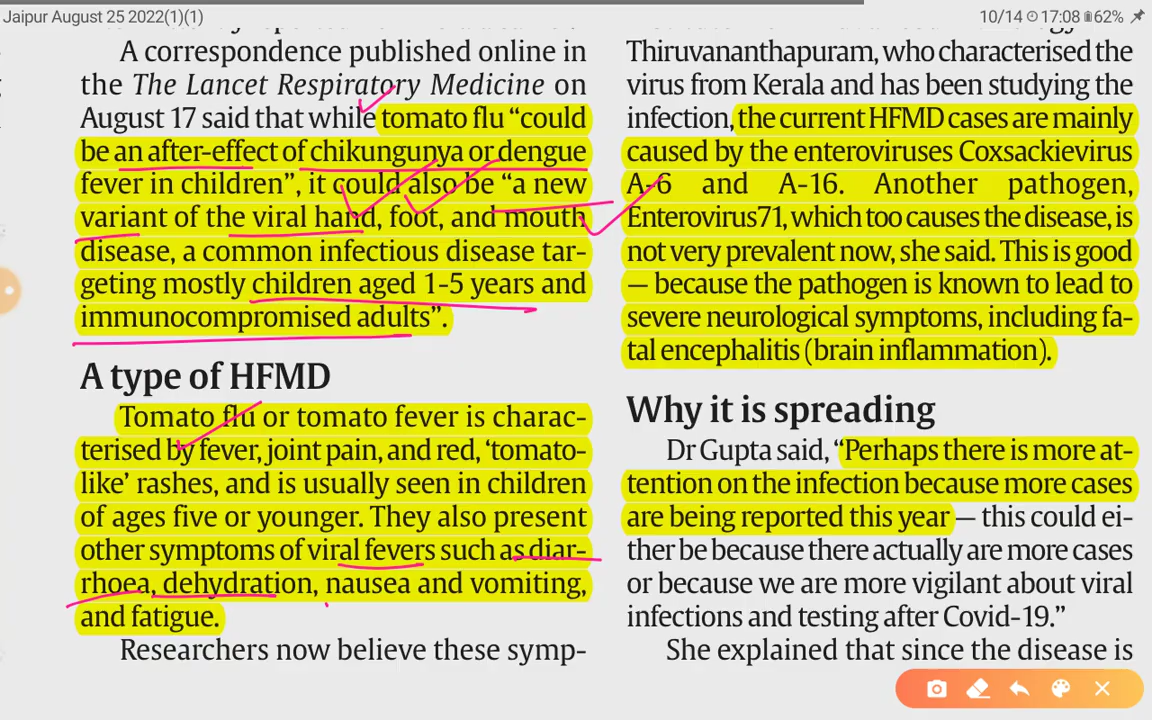 Jaipur August 25 2022(1)(1)
10/14 17:08 62%
A correspondence published online in
the The Lancet Respiratory Medicine on
August 17 said that while tomato flu “could
be an after-effect of chikungunya or dengue
fever in children”, it could also be “a new
variant of the viral hand, foot, and mouth
disease, a common infectious disease tar-
geting mostly children aged 1-5 years and
immunocompromised adults”.
A type of HFMD
Tomato flu or tomato fever is charac-
terised by fever, joint pain, and red, ‘tomato-
like’ rashes, and is usually seen in children
of ages five or younger. They also present
other symptoms of viral fevers such as diar-
rhoea, dehydration, nausea and vomiting,
and fatigue.
Researchers now believe these symp-
Thiruvananthapuram, who characterised the
virus from Kerala and has been studying the
infection, the current HFMD cases are mainly
caused by the enteroviruses Coxsackievirus
A-6 and A-16. Another pathogen,
Enterovirus71, which too causes the disease, is
not very prevalent now, she said. This is good
— because the pathogen is known to lead to
severe neurological symptoms, including fa-
tal encephalitis (brain inflammation).
Why it is spreading
Dr Gupta said, “Perhaps there is more at-
tention on the infection because more cases
are being reported this year — this could ei-
ther be because there actually are more cases
or because we are more vigilant about viral
infections and testing after Covid-19.”
She explained that since the disease is